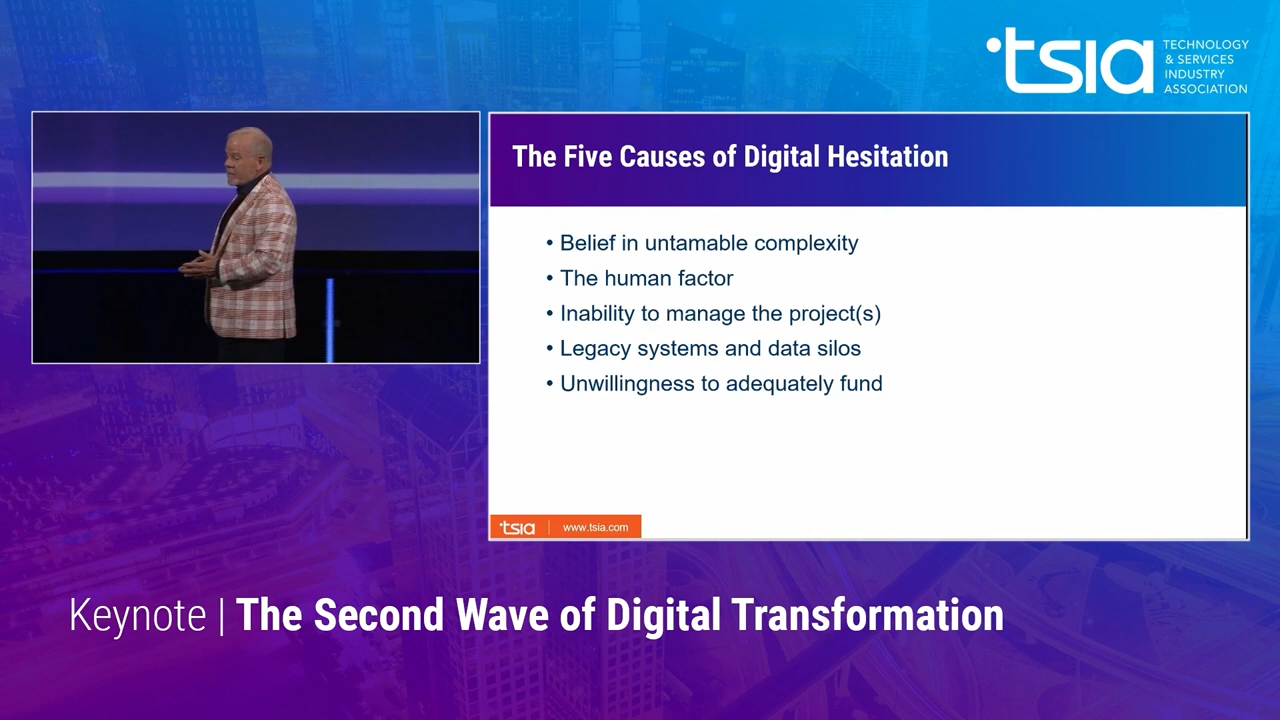 tsia
TECHNOLOGY
& SERVICES
INDUSTRY
ASSOCIATION
The Five Causes of Digital Hesitation
• Belief in untamable complexity
• The human factor
• Inability to manage the project(s)
• Legacy systems and data silos
• Unwillingness to adequately fund
tsia | www.tsia.com
Keynote | The Second Wave of Digital Transformation